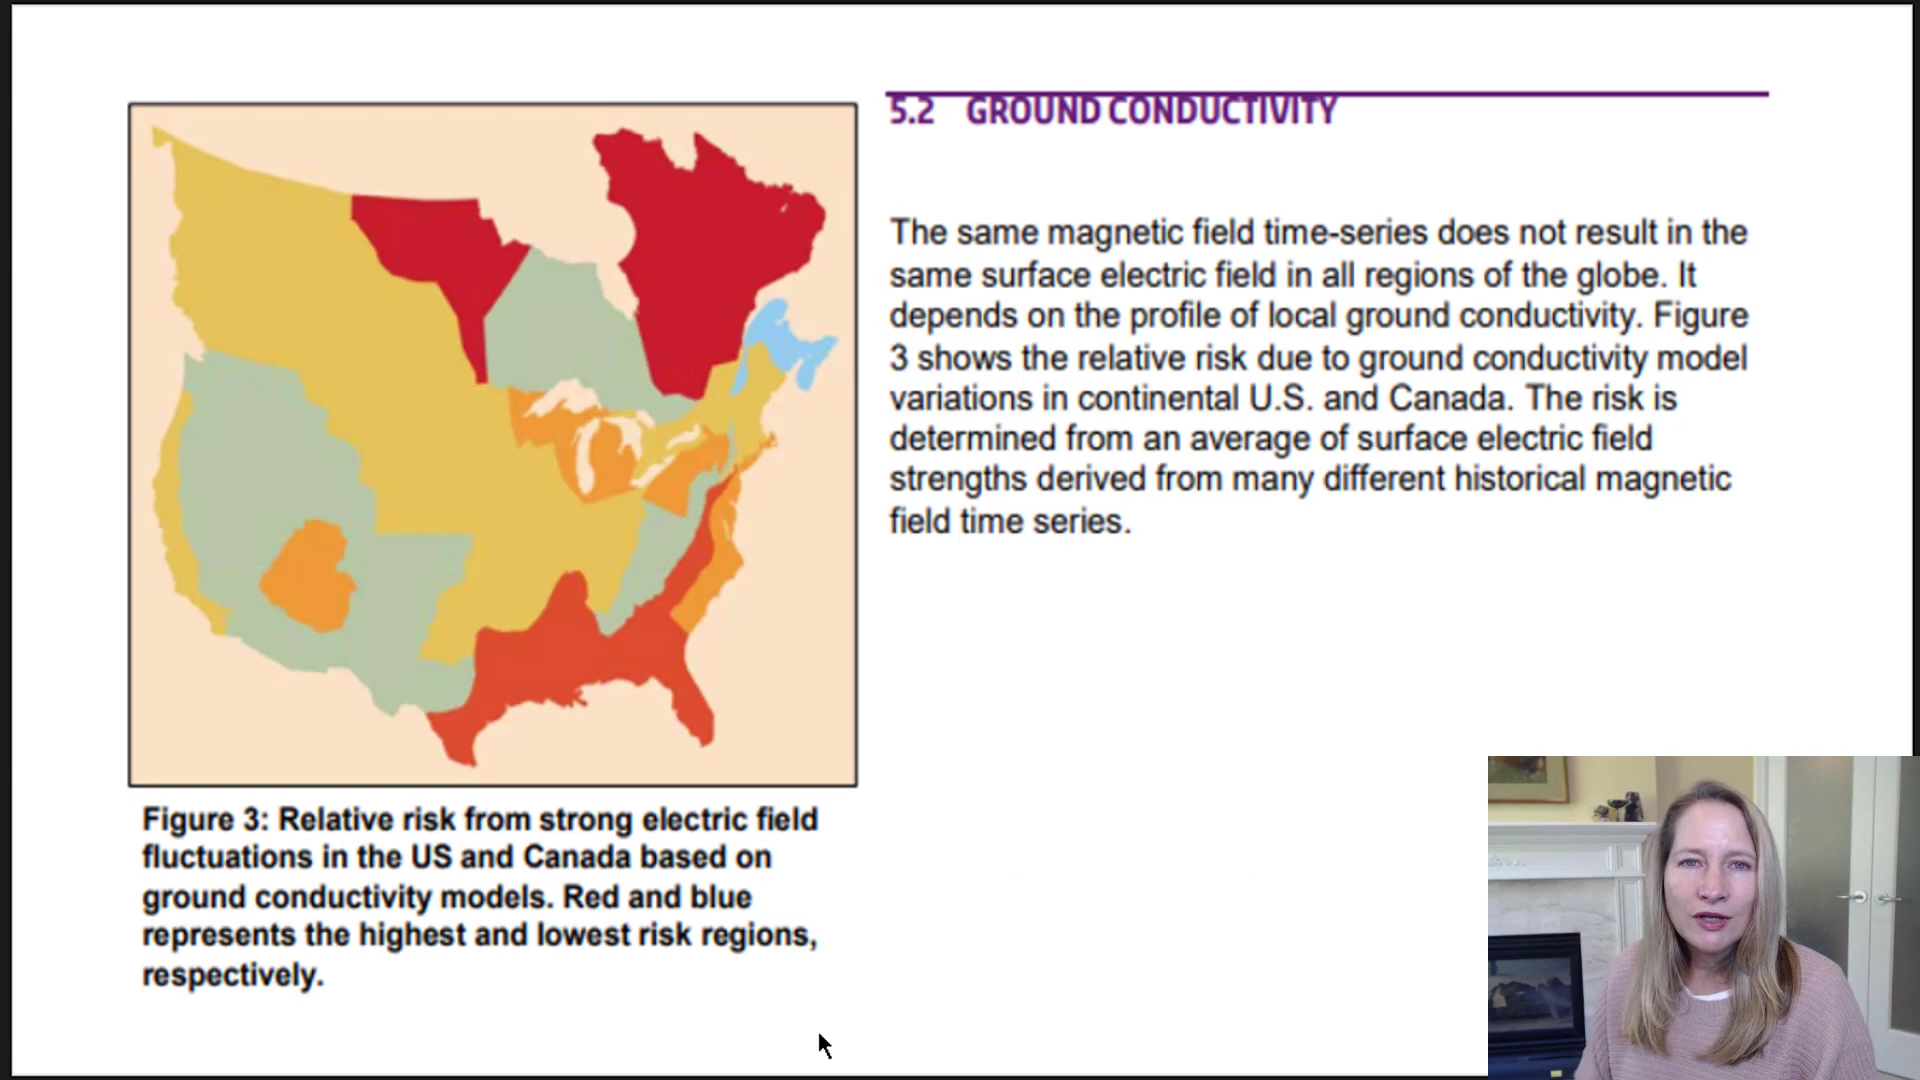 5.2 GROUND CONDUCTIVITY
The same magnetic field time-series does not result in the
same surface electric field in all regions of the globe. It
depends on the profile of local ground conductivity. Figure
3 shows the relative risk due to ground conductivity model
variations in continental U.S. and Canada. The risk is
determined from an average of surface electric field
strengths derived from many different historical magnetic
field time series.
Figure 3: Relative risk from strong electric field
fluctuations in the US and Canada based on
ground conductivity models. Red and blue
represents the highest and lowest risk regions,
respectively.